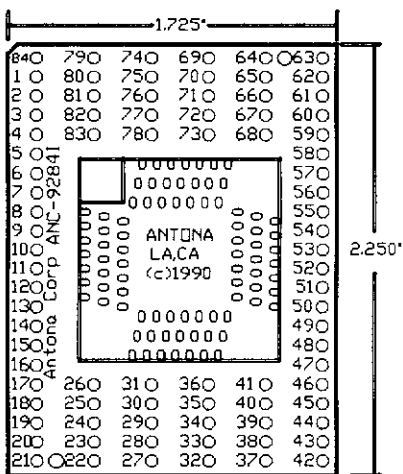 1.725"
84 79 74 69 64 63
1 80 75 70 65 62
2 81 76 71 66 61
3 82 77 72 67 60
4 83 78 73 68 59
5 58
6 57
7 56
8 55
9 54
10 53
11 52
12 51
13 50
14 49
15 48
16 47
17 26 31 36 41 46
18 25 30 35 40 45
19 24 29 34 39 44
20 23 28 33 38 43
21 22 27 32 37 42
Antona Corp ANC-92841
ANTONA
LA,CA
(c)1990
2.250"